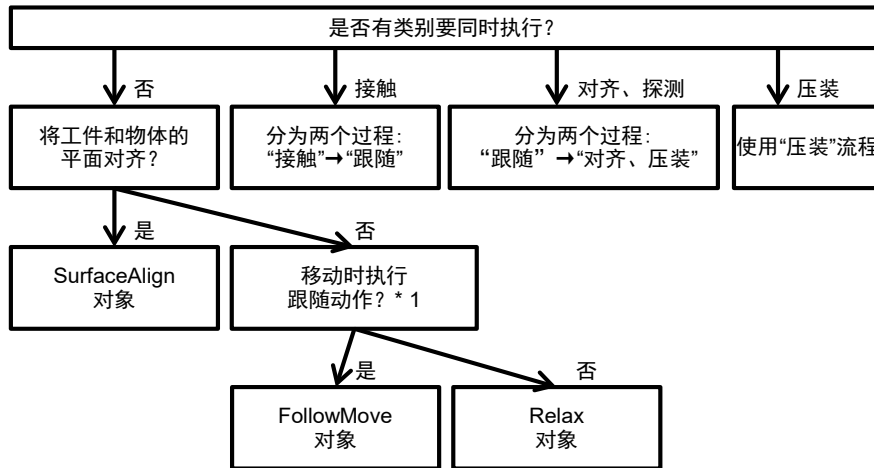 是否有类别要同时执行？
否
接触
对齐、探测
压装
将工件和物体的
平面对齐？
分为两个过程：
“接触”→“跟随”
分为两个过程：
“跟随”→“对齐、压装”
使用“压装”流程
是
否
SurfaceAlign
对象
移动时执行
跟随动作？* 1
是
否
FollowMove
对象
Relax
对象